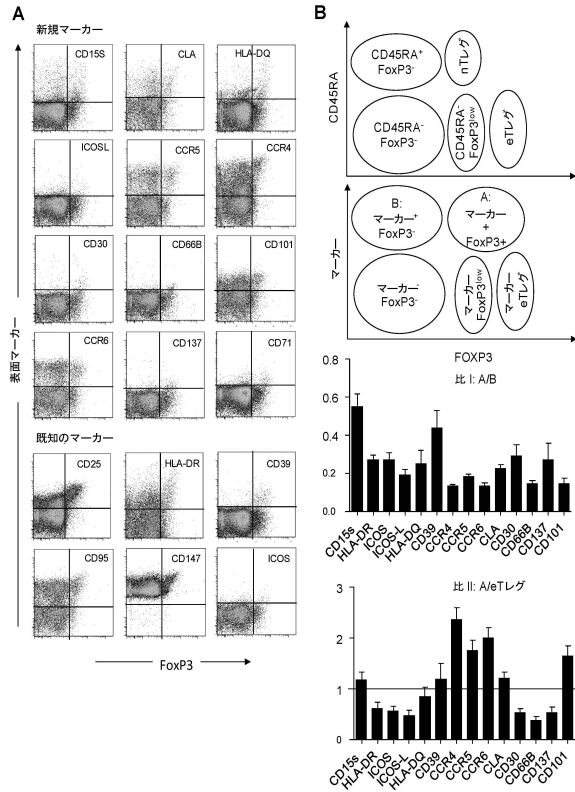 A
新規マーカー
CD15S
CLA
HLA-DQ
ICOSL
CCR5
CCR4
CD30
CD66B
CD101
CCR6
CD137
CD71
表面マーカー
既知のマーカー
CD25
HLA-DR
CD39
CD95
CD147
ICOS
FoxP3
B
CD45RA
CD45RA+
FoxP3-
nTレグ
CD45RA-
FoxP3-
CD45RA-
FoxP3low
eTレグ
マーカー
B:
マーカー+
FoxP3-
A:
マーカー
+
FoxP3+
マーカー-
FoxP3-
マーカー-
FoxP3low
マーカー-
eTレグ
FOXP3
比 I: A/B
0.8
0.6
0.4
0.2
0.0
CD15s
HLA-DR
ICOS
ICOS-L
HLA-DQ
CD39
CCR4
CCR5
CCR6
CLA
CD30
CD66B
CD137
CD101
比 II: A/eTレグ
3
2
1
0
CD15s
HLA-DR
ICOS
ICOS-L
HLA-DQ
CD39
CCR4
CCR5
CCR6
CLA
CD30
CD66B
CD137
CD101